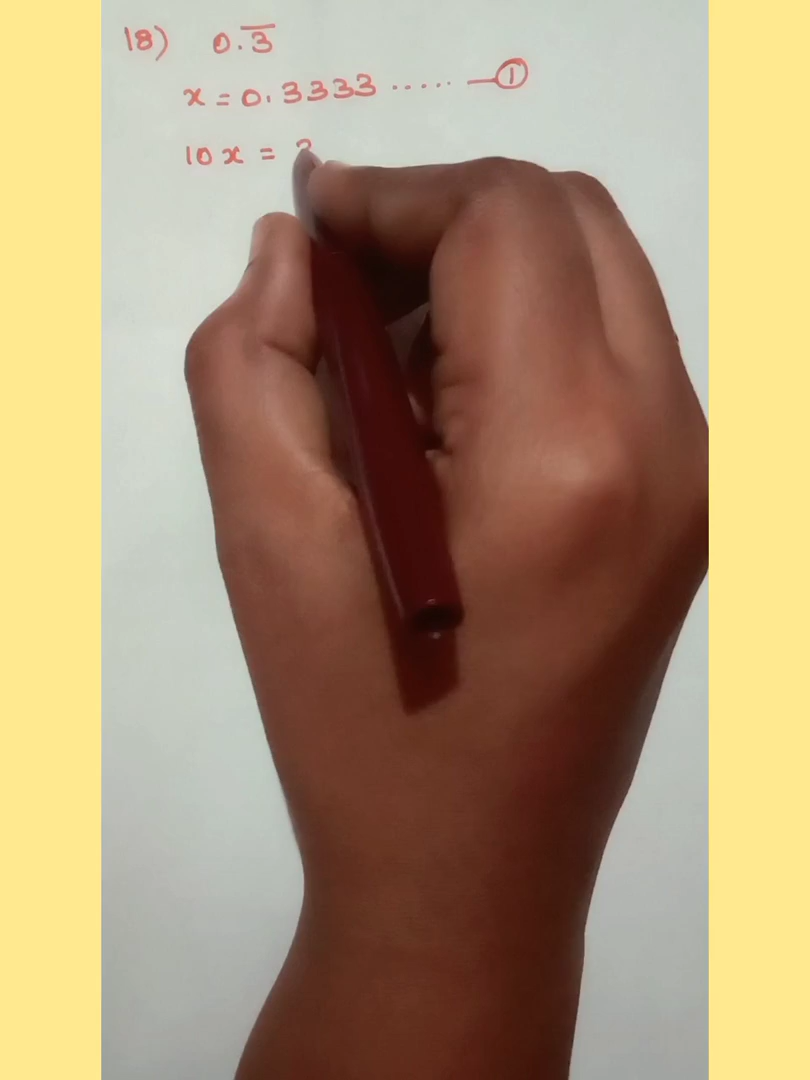 18) 0.3̅
x = 0.3333 ..... —①
10x =